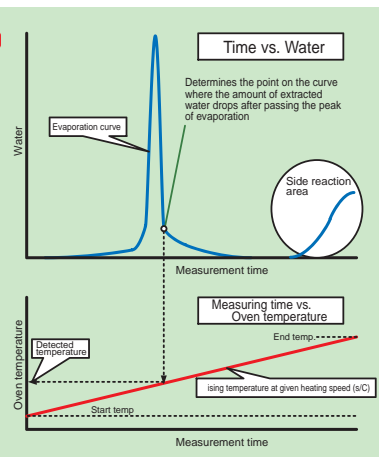 Time vs. Water
Determines the point on the curve
where the amount of extracted
water drops after passing the peak
of evaporation
Evaporation curve
Water
Side reaction
area
Measurement time
Measuring time vs.
Oven temperature
End temp.
Detected
temperature
Oven temperature
ising temperature at given heating speed (s/C)
Start temp
Measurement time